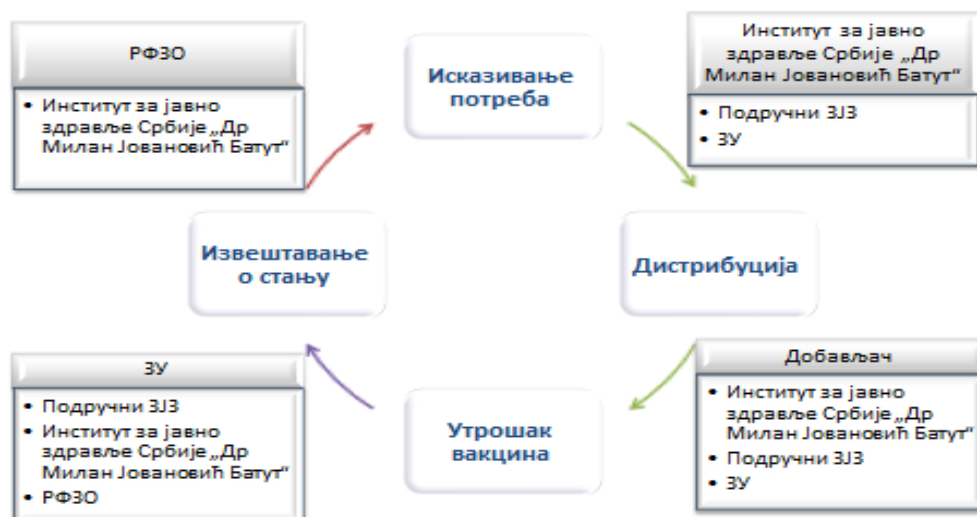 РФЗО
• Институт за јавно
здравље Србије „Др
Милан Јовановић Батут“
Исказивање
потреба
Институт за јавно
здравље Србије „Др
Милан Јовановић Батут“
• Подручни ЗЈЗ
• ЗУ
Извештавање
о стању
Дистрибуција
ЗУ
• Подручни ЗЈЗ
• Институт за јавно
здравље Србије „Др
Милан Јовановић Батут“
• РФЗО
Утрошак
вакцина
Добављач
• Институт за јавно
здравље Србије „Др
Милан Јовановић Батут“
• Подручни ЗЈЗ
• ЗУ